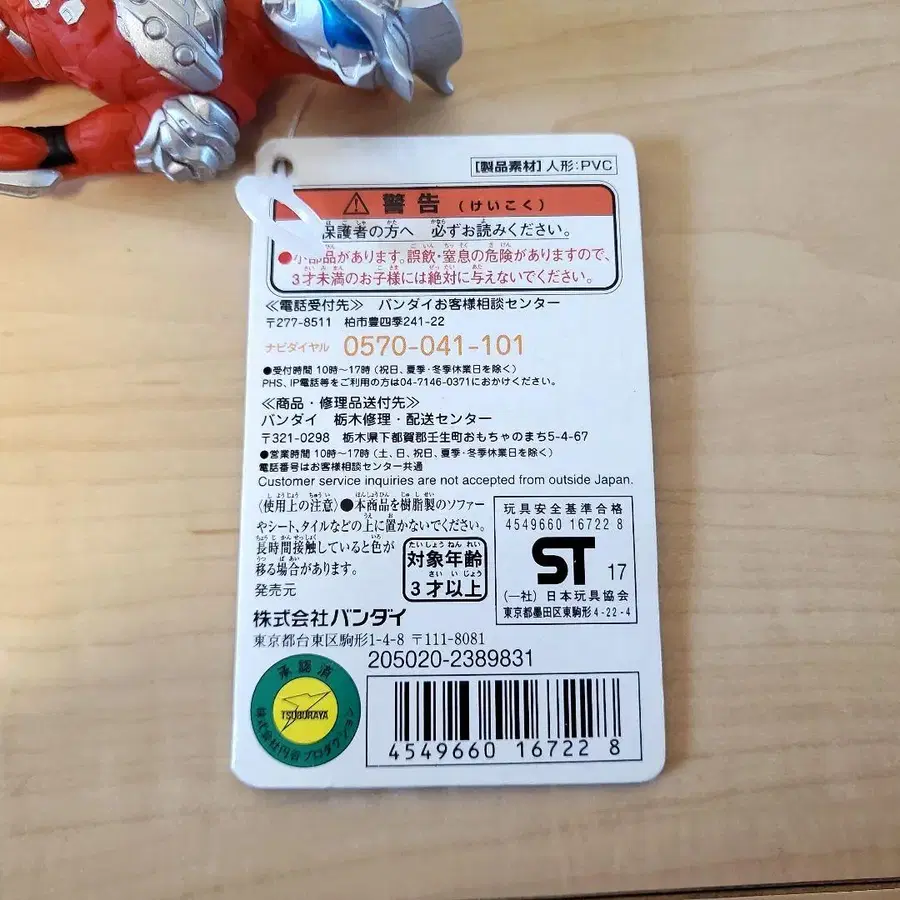 [製品素材] 人形:PVC
警告 (けいこく)
保護者の方へ 必ずお読みください。
●小部品があります。誤飲・窒息の危険がありますので、
3才未満のお子様には絶対に与えないでください。
≪電話受付先≫ バンダイお客様相談センター
〒277-8511 柏市豊四季241-22
ナビダイヤル 0570-041-101
●受付時間 10時〜17時 (祝日、夏季・冬季休業日を除く)
PHS、IP電話等をご利用の方は04-7146-0371におかけください。
≪商品・修理品送付先≫
バンダイ 栃木修理・配送センター
〒321-0298 栃木県下都賀郡壬生町おもちゃのまち5-4-67
●営業時間 10時〜17時 (土、日、祝日、夏季・冬季休業日を除く)
電話番号はお客様相談センター共通
Customer service inquiries are not accepted from outside Japan.
〈使用上の注意〉●本商品を樹脂製のソファー
やシート、タイルなどの上に置かないでください。
長時間接触していると色が
移る場合があります。
対象年齢
3才以上
玩具安全基準合格
4549660 16722 8
ST 17
(一社) 日本玩具協会
東京都墨田区東駒形4-22-4
発売元
株式会社バンダイ
東京都台東区駒形1-4-8 〒111-8081
205020-2389831
承認済
TSUBURAYA
株式会社円谷プロダクション
4549660 16722 8